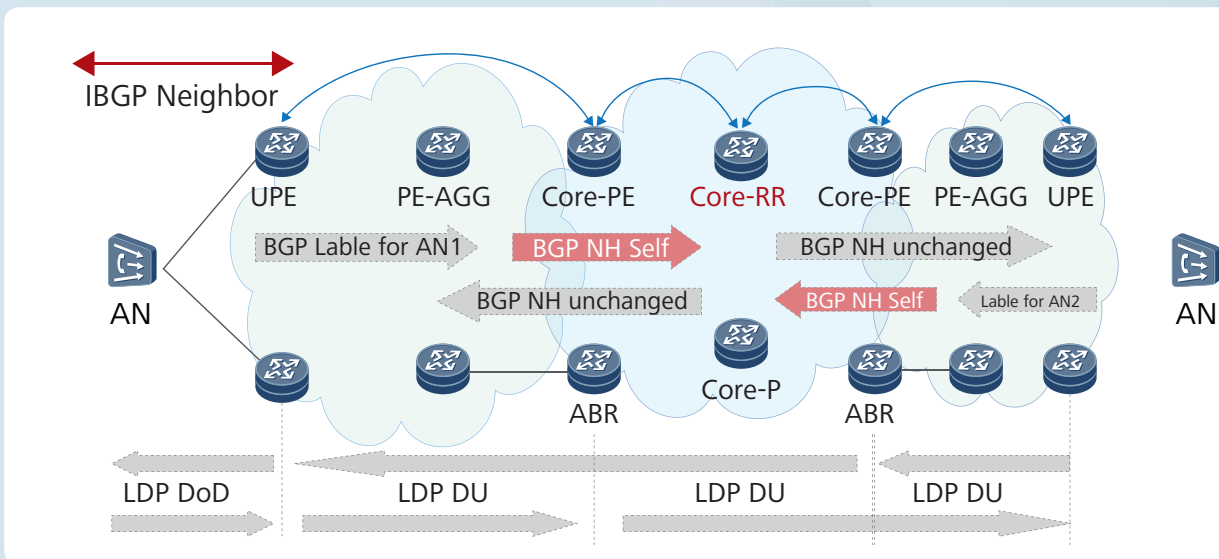 IBGP Neighbor
UPE
PE-AGG
Core-PE
Core-RR
Core-PE
PE-AGG
UPE
BGP Lable for AN1
BGP NH Self
BGP NH unchanged
AN
BGP NH unchanged
BGP NH Self
Lable for AN2
AN
Core-P
ABR
ABR
LDP DoD
LDP DU
LDP DU
LDP DU